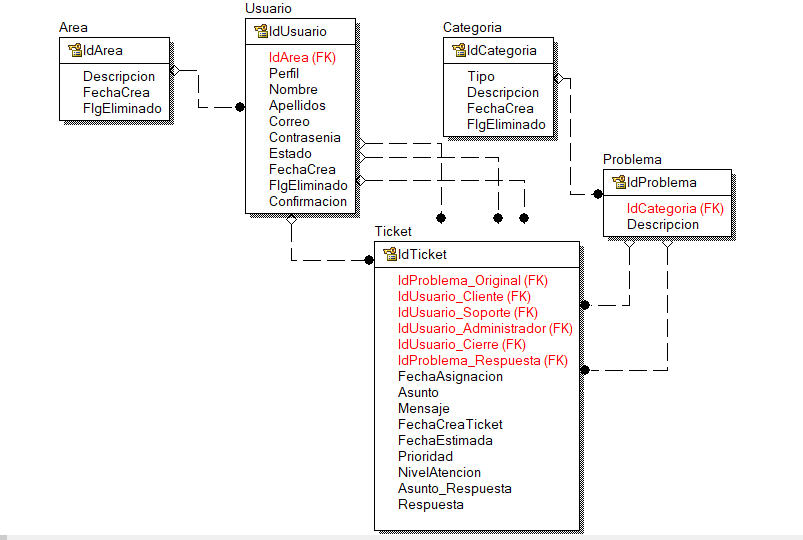 Area
IdArea
Descripcion
FechaCrea
FlgEliminado
Usuario
IdUsuario
IdArea (FK)
Perfil
Nombre
Apellidos
Correo
Contrasenia
Estado
FechaCrea
FlgEliminado
Confirmacion
Categoria
IdCategoria
Tipo
Descripcion
FechaCrea
FlgEliminado
Problema
IdProblema
IdCategoria (FK)
Descripcion
Ticket
IdTicket
IdProblema_Original (FK)
IdUsuario_Cliente (FK)
IdUsuario_Soporte (FK)
IdUsuario_Administrador (FK)
IdUsuario_Cierre (FK)
IdProblema_Respuesta (FK)
FechaAsignacion
Asunto
Mensaje
FechaCreaTicket
FechaEstimada
Prioridad
NivelAtencion
Asunto_Respuesta
Respuesta